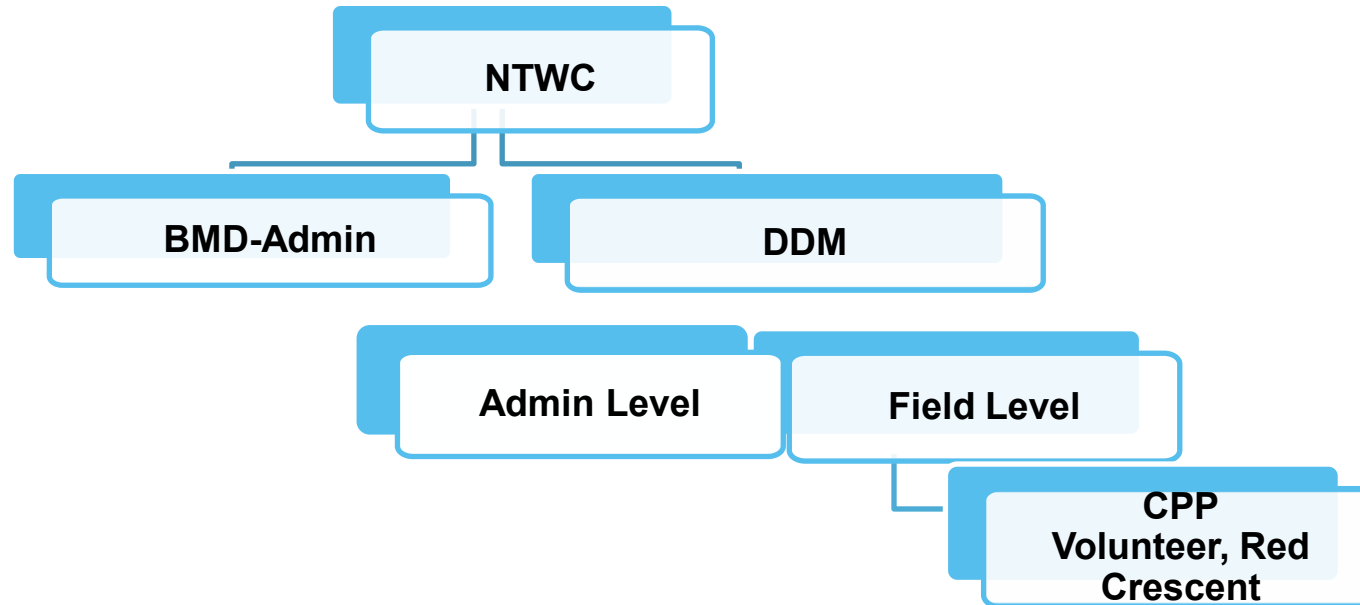 NTWC
BMD-Admin
DDM
Admin Level
Field Level
CPP
Volunteer, Red
Crescent